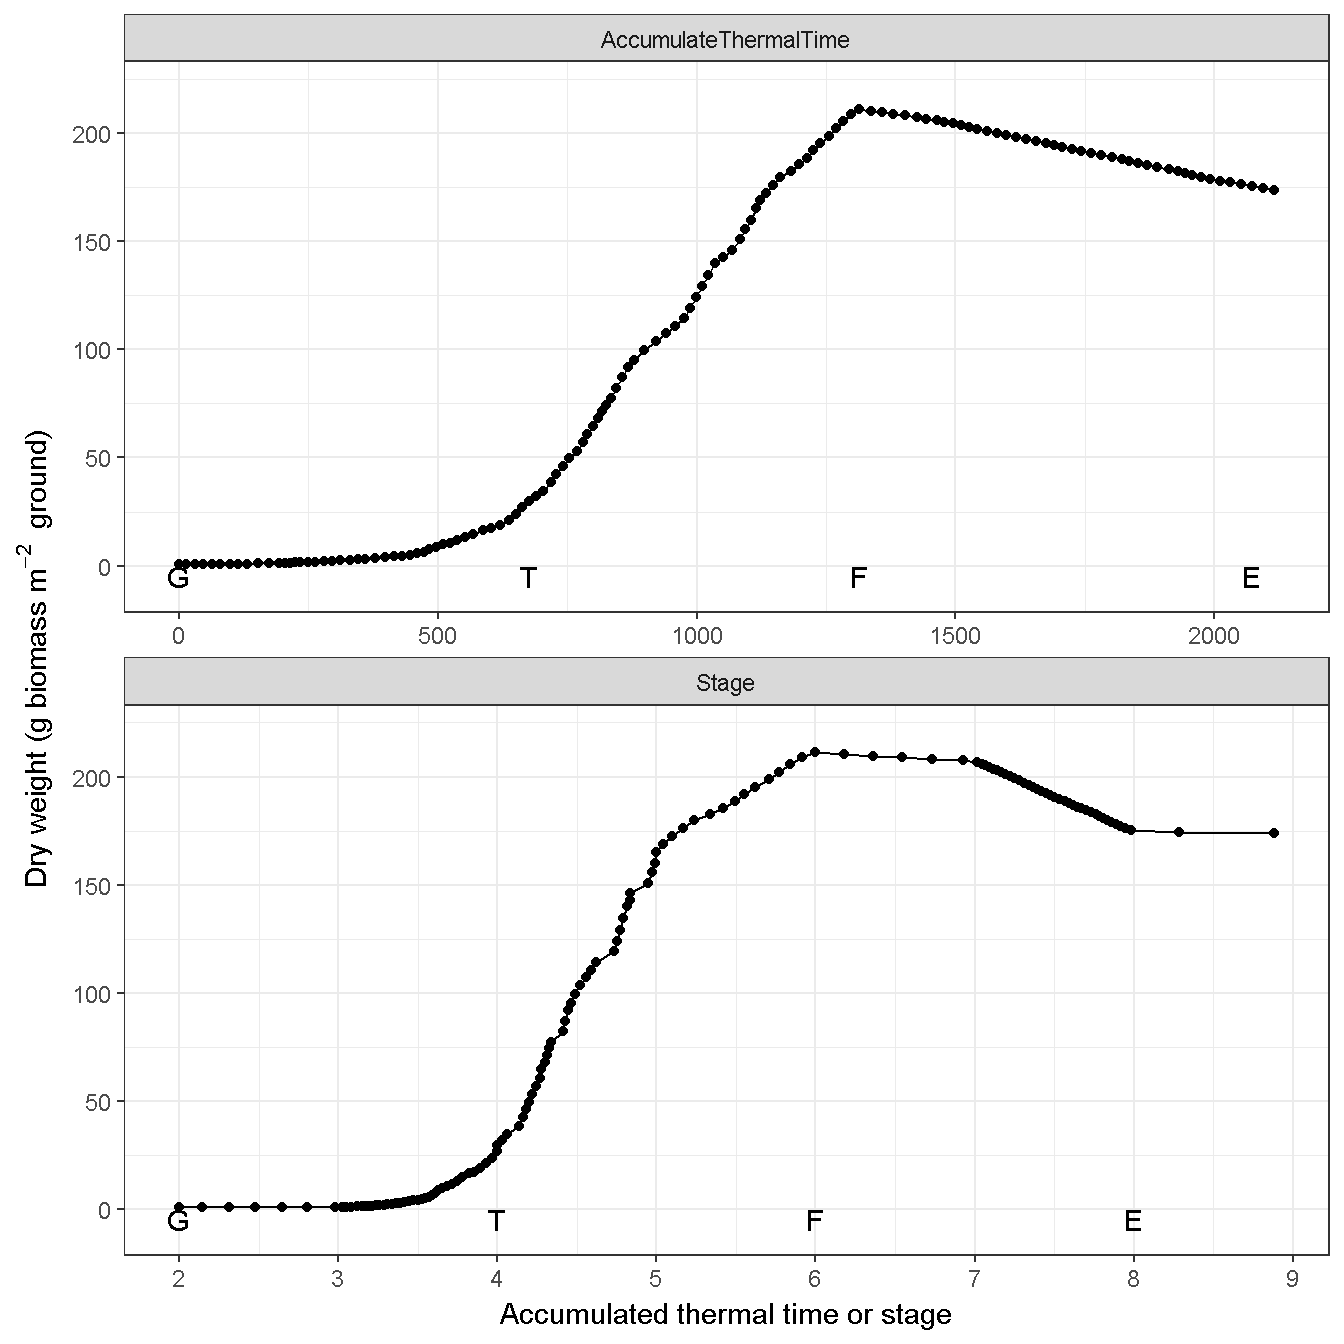 AccumulateThermalTime
200
150
100
50
0
G T F E
0 500 1000 1500 2000
Stage
200
150
100
50
0
G T F E
2 3 4 5 6 7 8 9
Accumulated thermal time or stage
Dry weight (g biomass m⁻² ground)